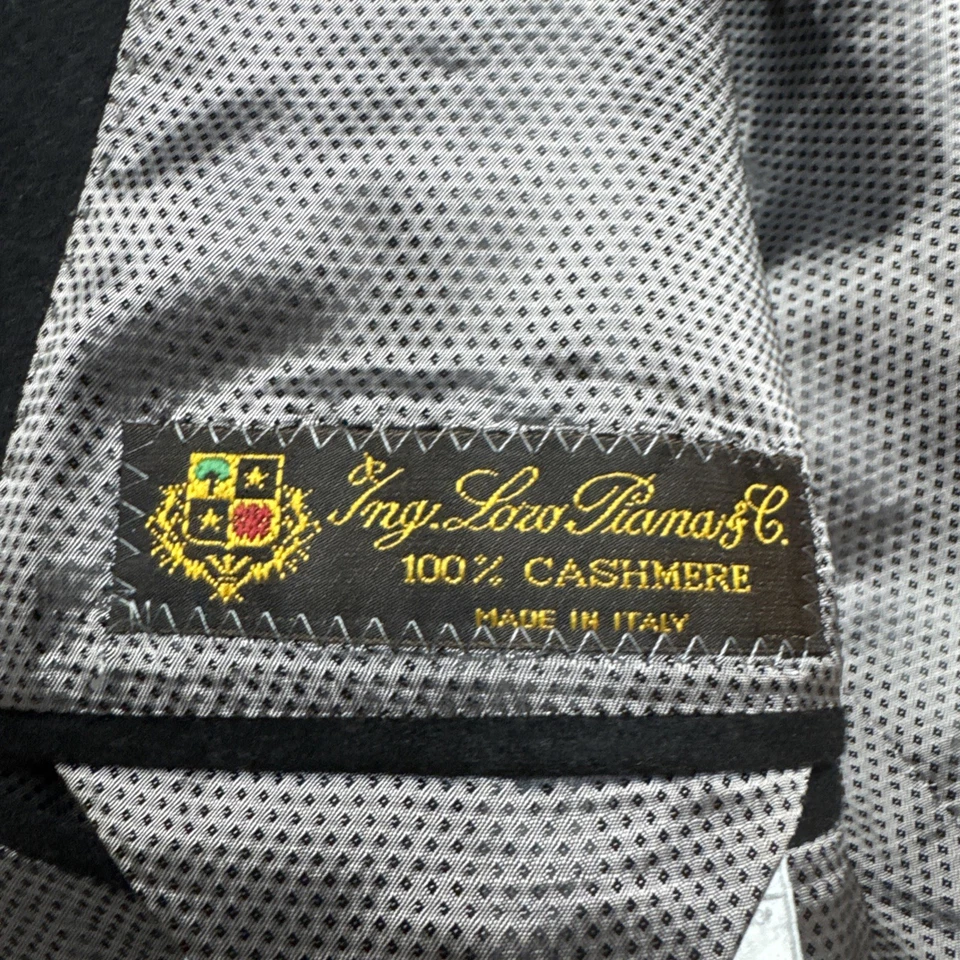 d Ing. Loro Piana & C.
100% CASHMERE
MADE IN ITALY